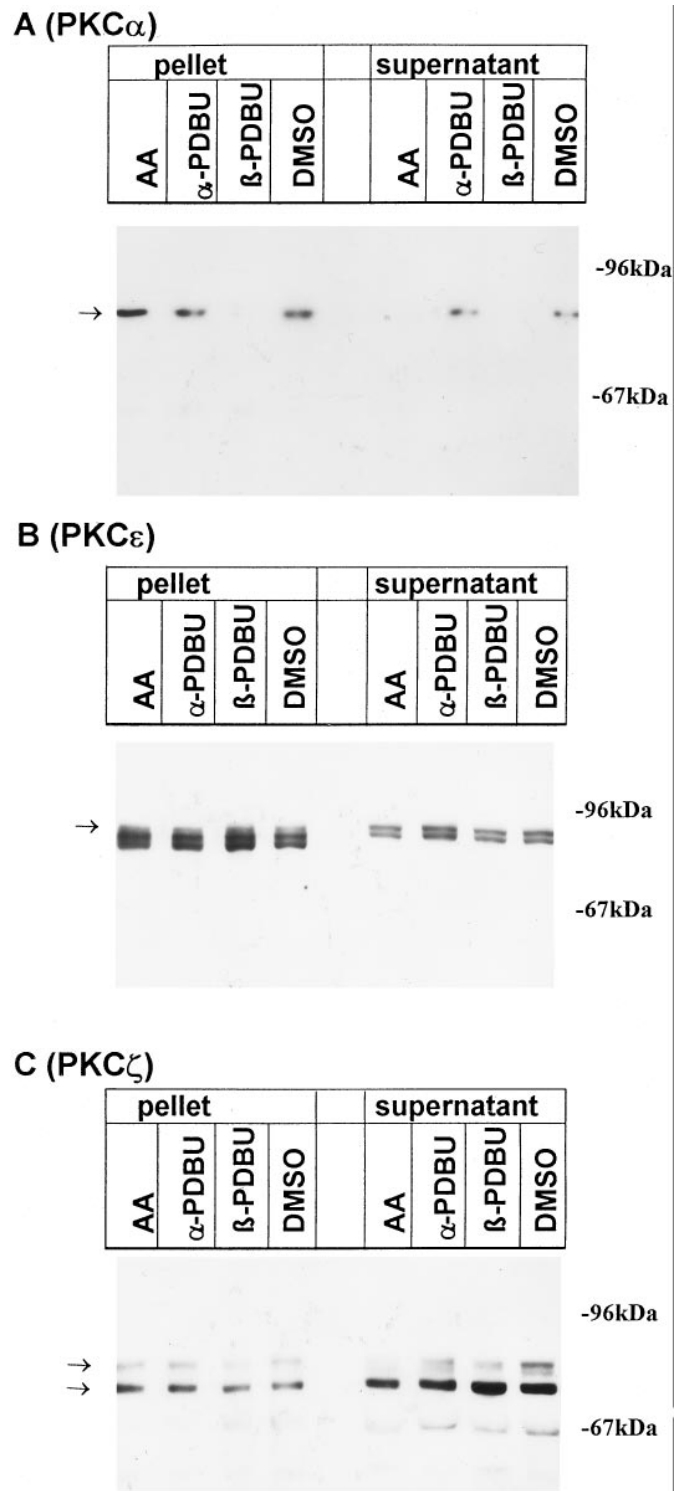 A (PKCα)
pellet supernatant
AA α-PDBU ß-PDBU DMSO AA α-PDBU ß-PDBU DMSO
-96kDa
→
-67kDa
B (PKCε)
pellet supernatant
AA α-PDBU ß-PDBU DMSO AA α-PDBU ß-PDBU DMSO
-96kDa
→
-67kDa
C (PKCζ)
pellet supernatant
AA α-PDBU ß-PDBU DMSO AA α-PDBU ß-PDBU DMSO
-96kDa
→
→
-67kDa